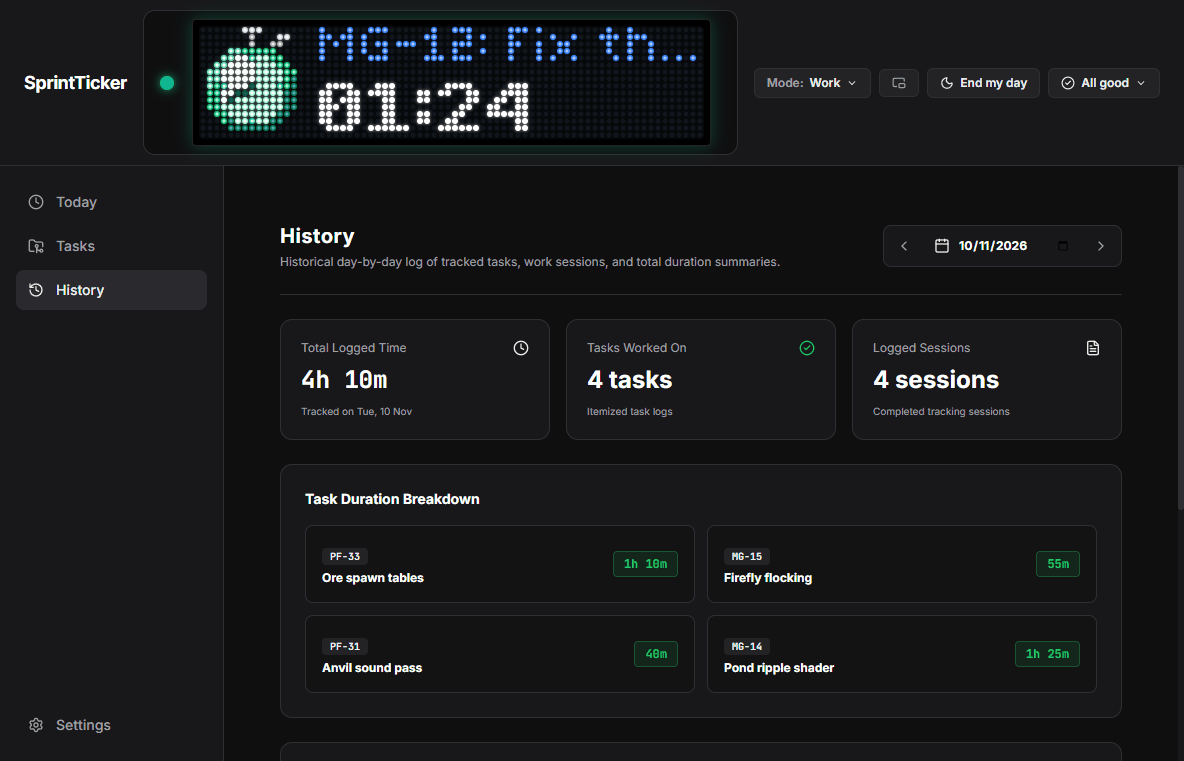 SprintTicker
MG-12: Fix th...
01:24
Mode: Work
End my day
All good
Today
Tasks
History
Settings
History
Historical day-by-day log of tracked tasks, work sessions, and total duration summaries.
10/11/2026
Total Logged Time
4h 10m
Tracked on Tue, 10 Nov
Tasks Worked On
4 tasks
Itemized task logs
Logged Sessions
4 sessions
Completed tracking sessions
Task Duration Breakdown
PF-33
Ore spawn tables
1h 10m
MG-15
Firefly flocking
55m
PF-31
Anvil sound pass
40m
MG-14
Pond ripple shader
1h 25m